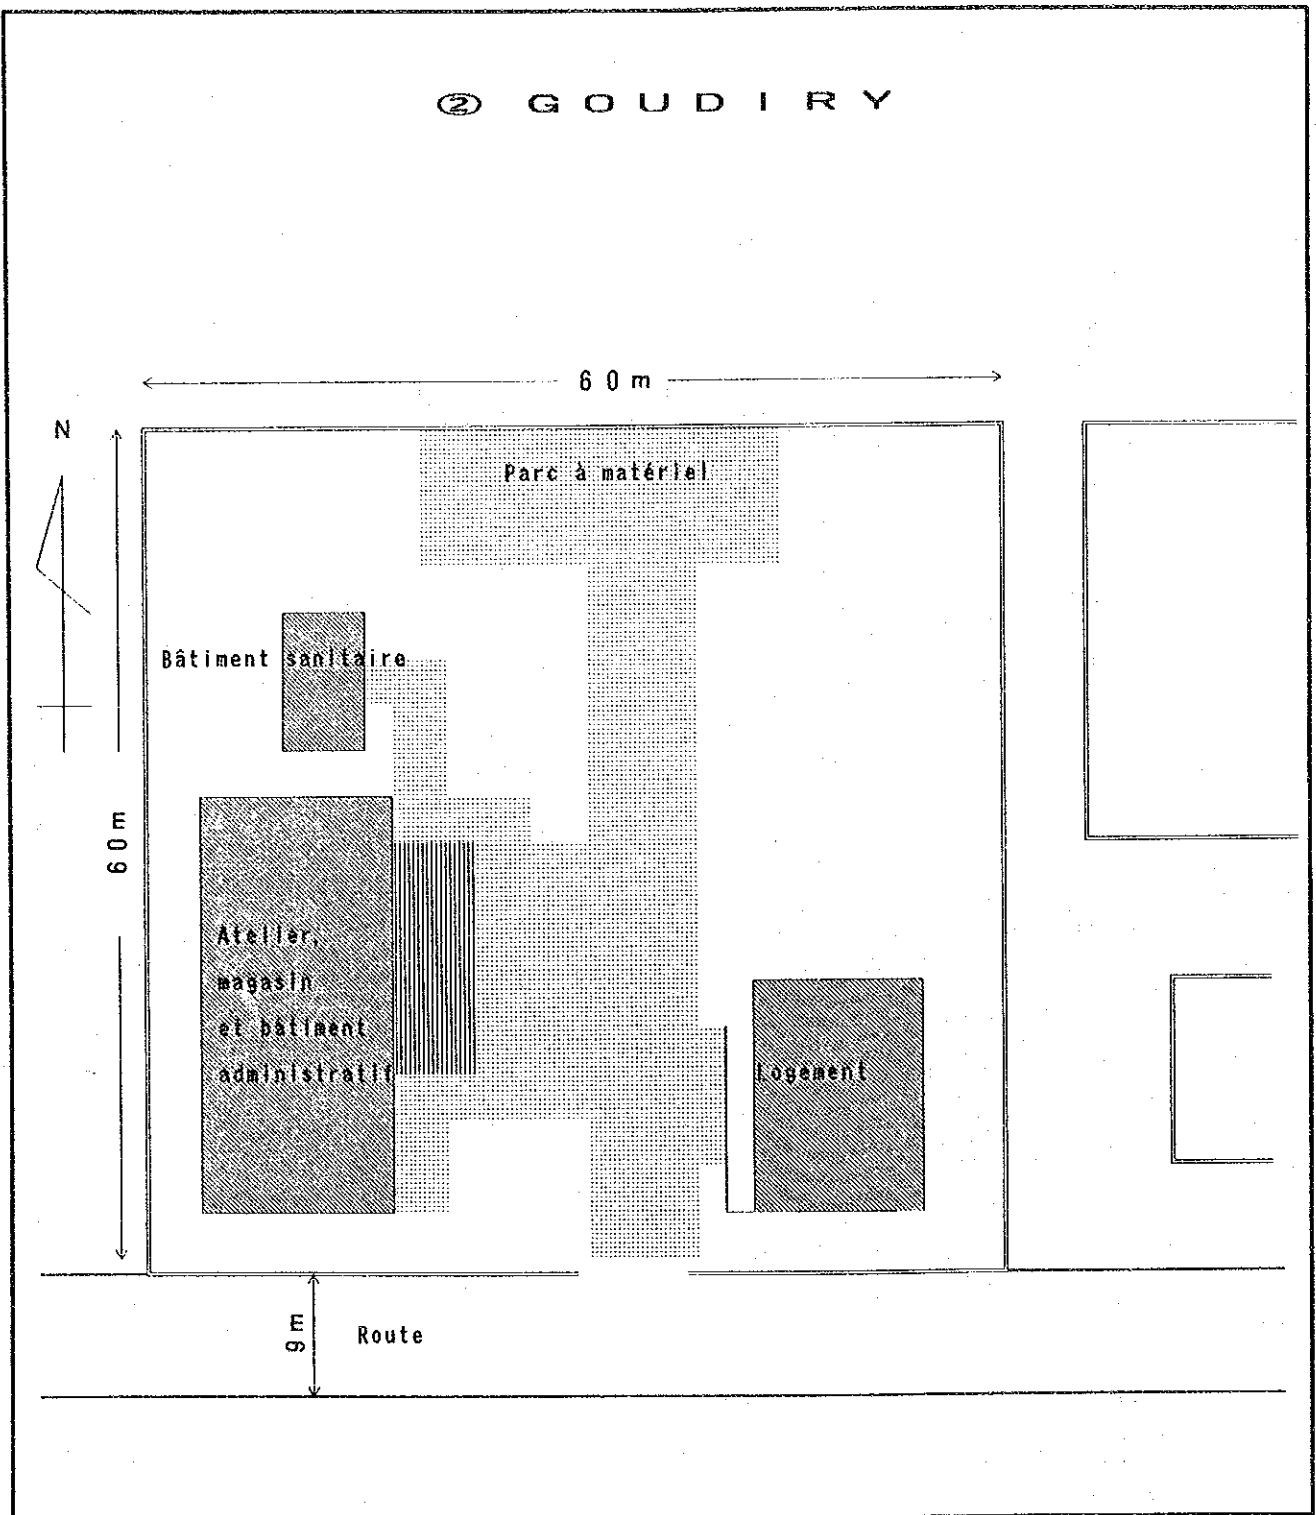 ② GOUDIRY
60m
N
Parc à matériel
Bâtiment sanitaire
60m
Atelier,
magasin
et bâtiment
administratif
Logement
9m
Route